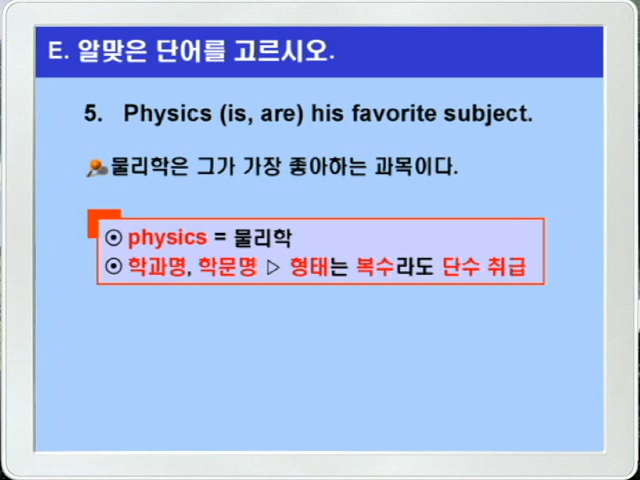 E. 알맞은 단어를 고르시오.
5. Physics (is, are) his favorite subject.
물리학은 그가 가장 좋아하는 과목이다.
⊙ physics = 물리학
⊙ 학과명, 학문명 ▷ 형태는 복수라도 단수 취급